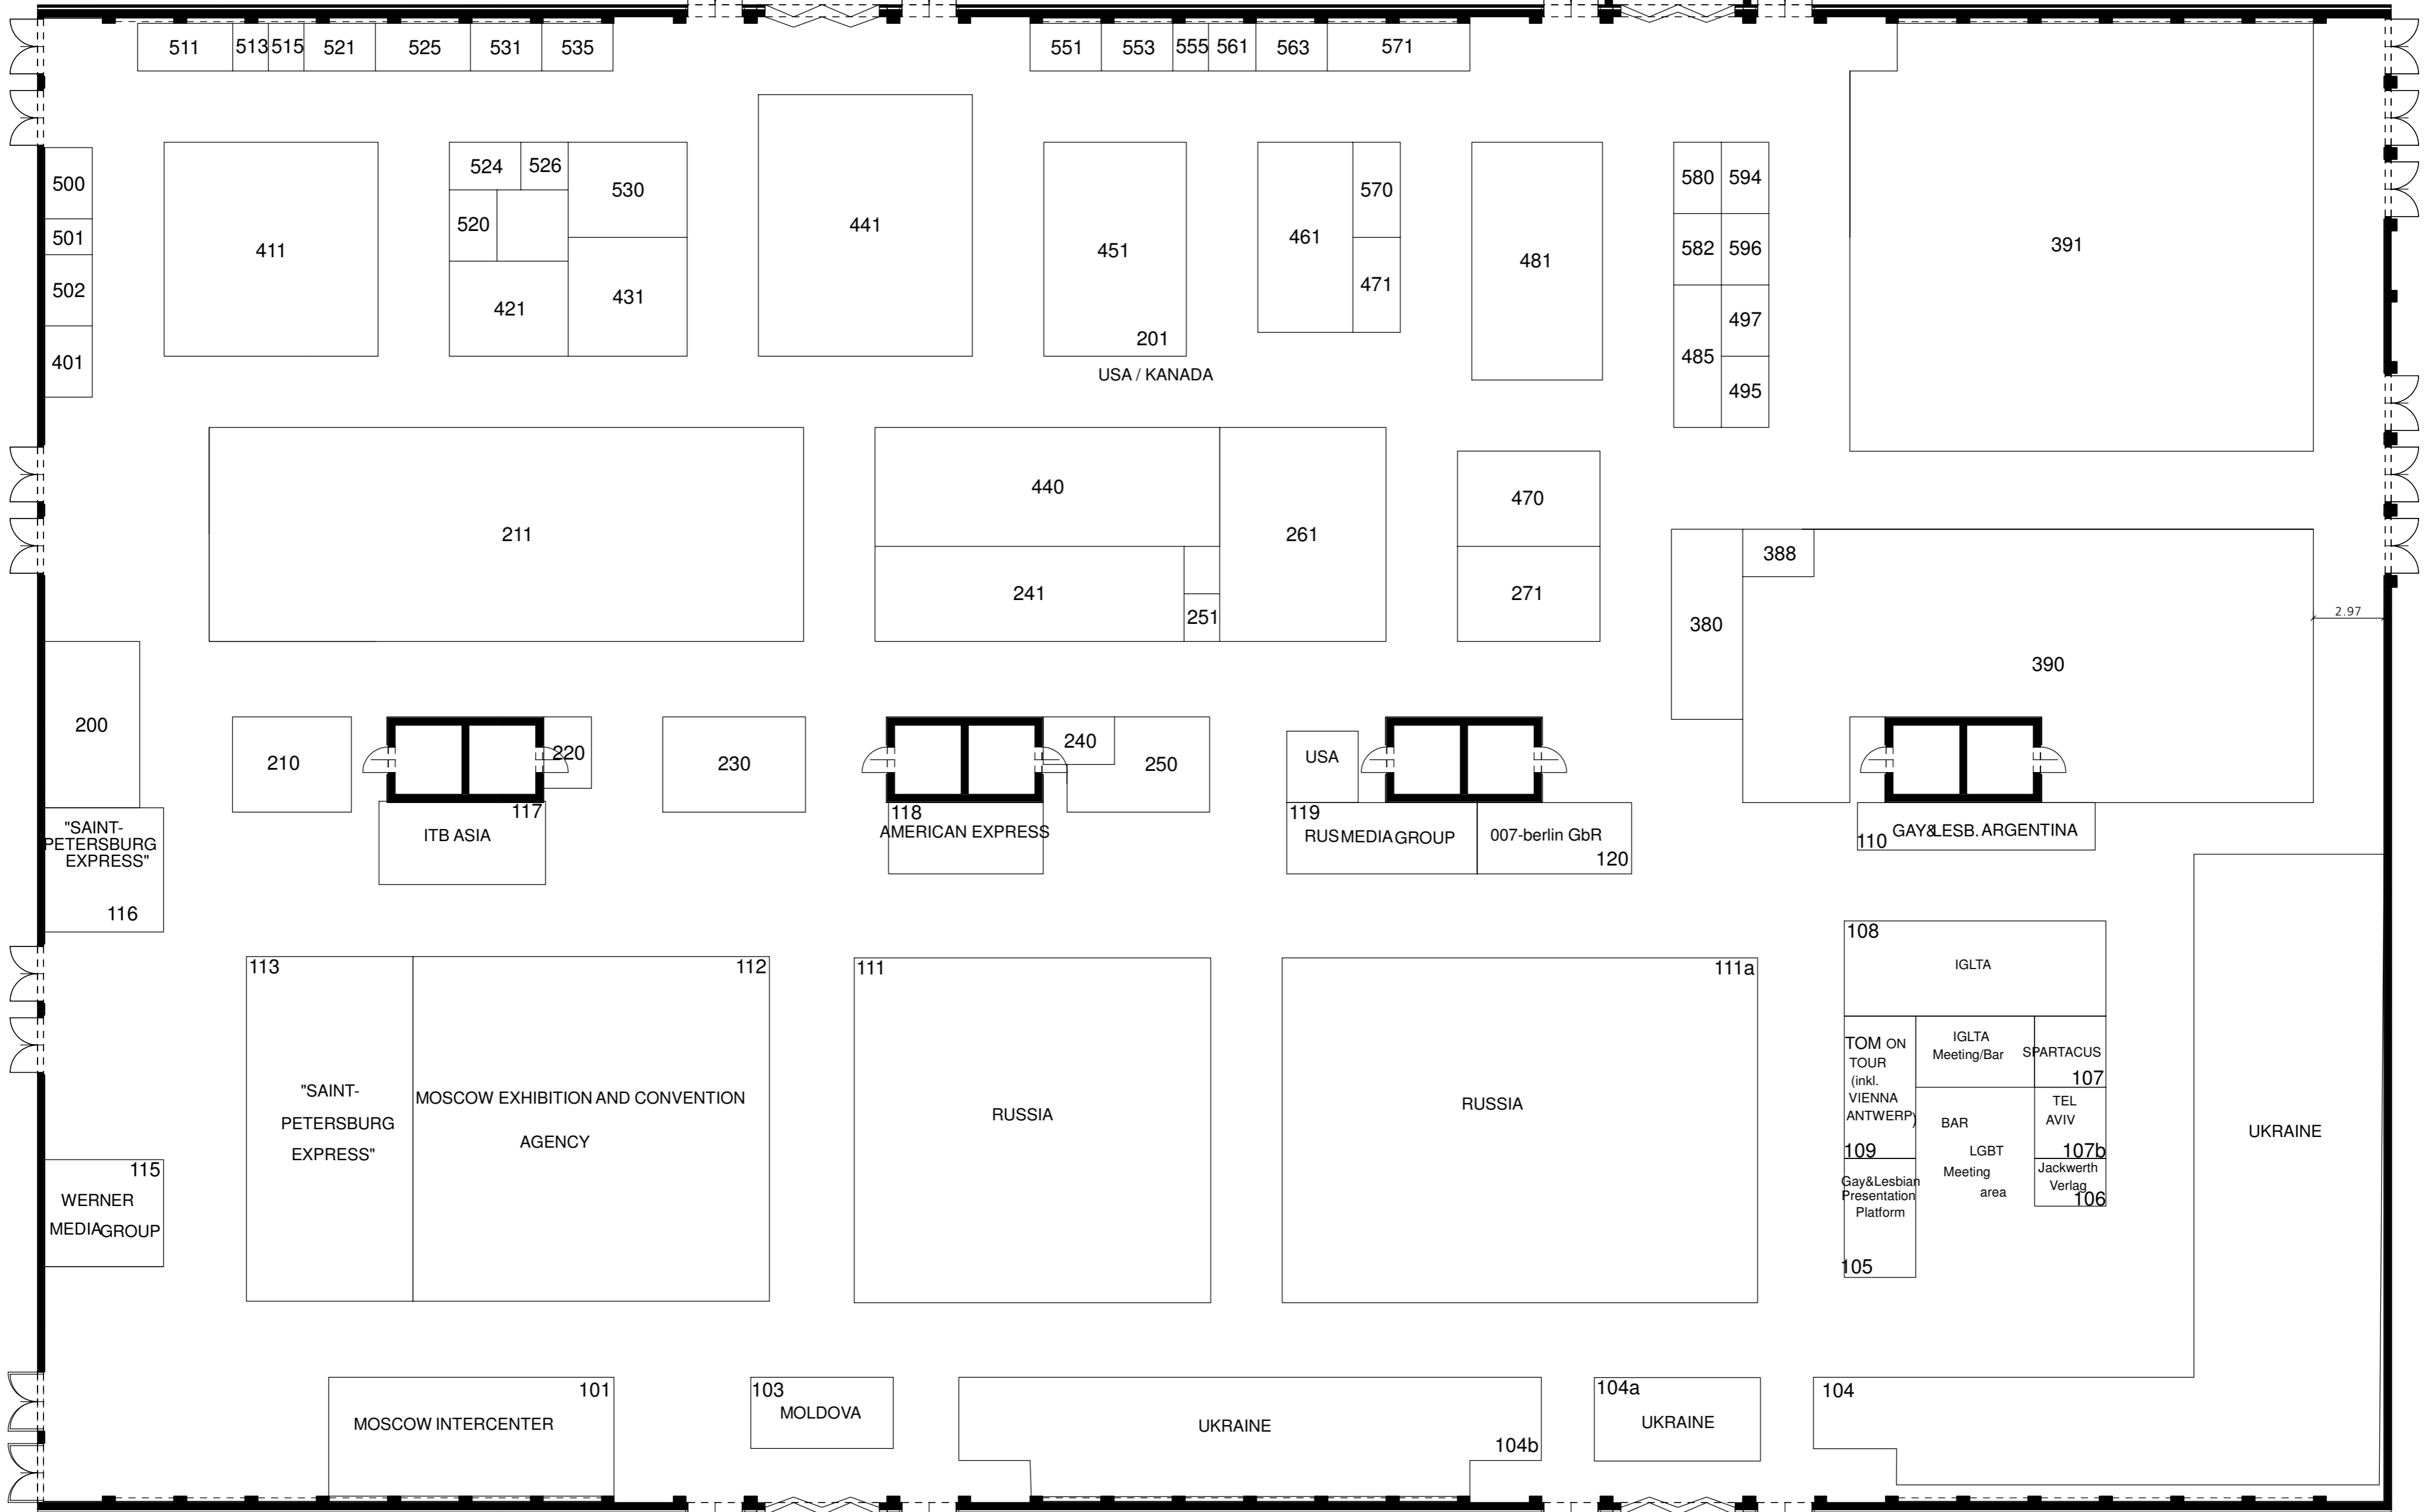 511 513 515 521 525 531 535 551 553 555 561 563 571
500
501
502
401
411
524 526 530
520
421 431
441
451
201
USA / KANADA
461 570
471
481
580 594
582 596
485 497
495
391
211
440
241 251 261
470
271
380 388
390
2.97
200
210
220
230
240
250
USA
"SAINT-
PETERSBURG
EXPRESS"
116
117
ITB ASIA
118
AMERICAN EXPRESS
119
RUS MEDIA GROUP
007-berlin GbR
120
110 GAY&LESB. ARGENTINA
113
"SAINT-
PETERSBURG
EXPRESS"
112
MOSCOW EXHIBITION AND CONVENTION
AGENCY
111
RUSSIA
111a
RUSSIA
108
IGLTA
TOM ON
TOUR
(inkl.
VIENNA
ANTWERP)
109
IGLTA
Meeting/Bar
SPARTACUS
107
TEL
AVIV
107b
BAR
LGBT
Meeting
area
Jackwerth
Verlag
106
Gay&Lesbian
Presentation
Platform
105
UKRAINE
115
WERNER
MEDIA GROUP
101
MOSCOW INTERCENTER
103
MOLDOVA
UKRAINE
104b
104a
UKRAINE
104